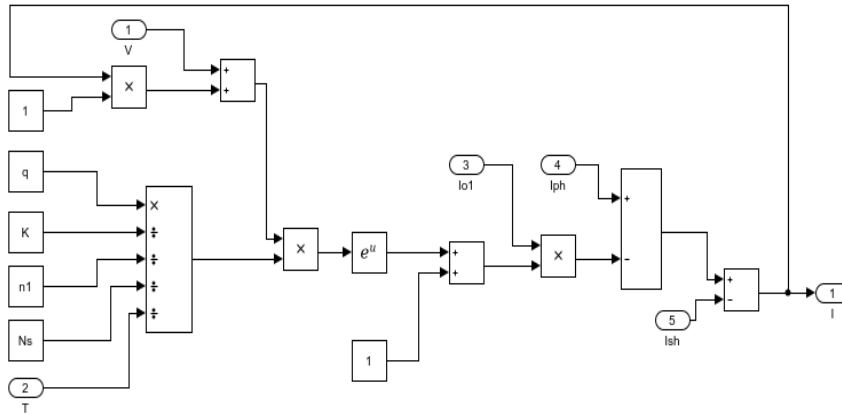 1
V
+
+
×
1
q
K
n1
Ns
2
T
×
÷
÷
÷
÷
×
e^u
3
Io1
4
Iph
+
+
1
×
+
−
5
Ish
+
−
1
I